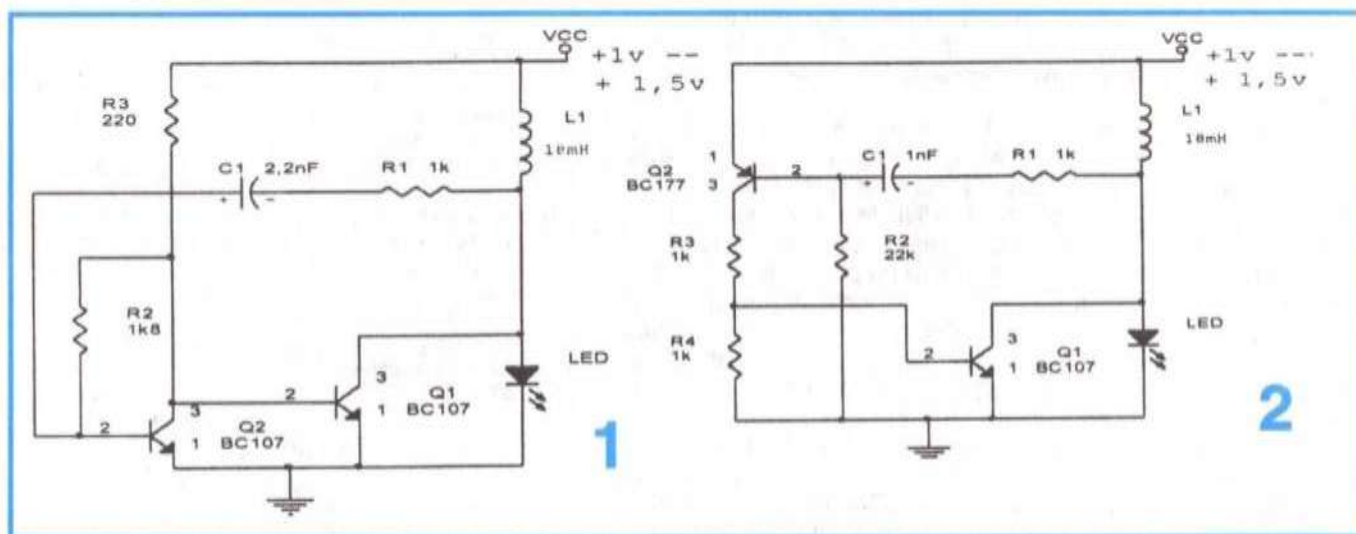 VCC
+1v --
+ 1,5v
R3
220
L1
10mH
C1 2,2nF
R1 1k
R2
1k8
LED
3
2
1
Q2
BC107
2
3
1
Q1
BC107
1
VCC
+1v --
+ 1,5v
L1
10mH
1
Q2
BC177
3
2
C1 1nF
R1 1k
R3
1k
R2
22k
R4
1k
LED
2
3
1
Q1
BC107
2